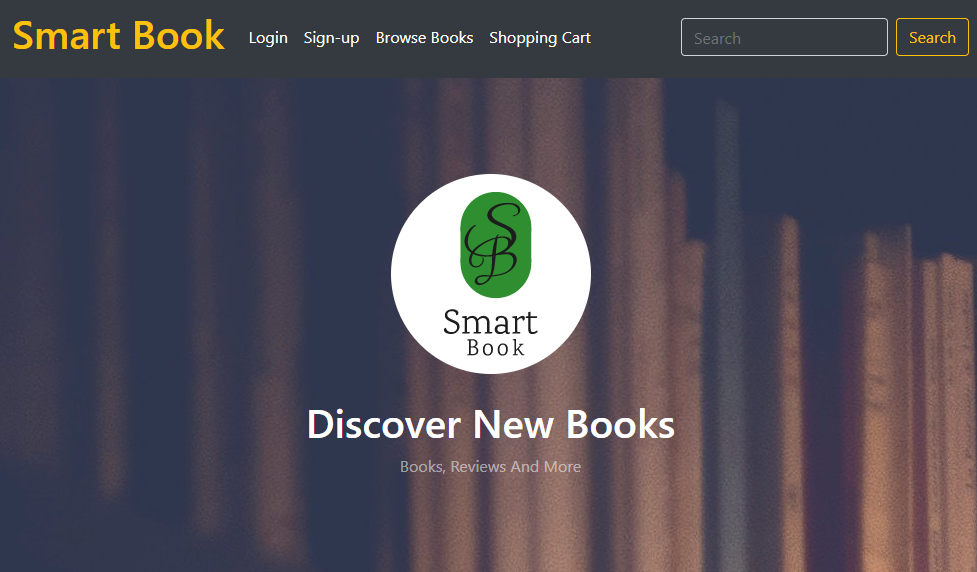 Smart Book Login Sign-up Browse Books Shopping Cart Search Search
SB
Smart
Book
Discover New Books
Books, Reviews And More